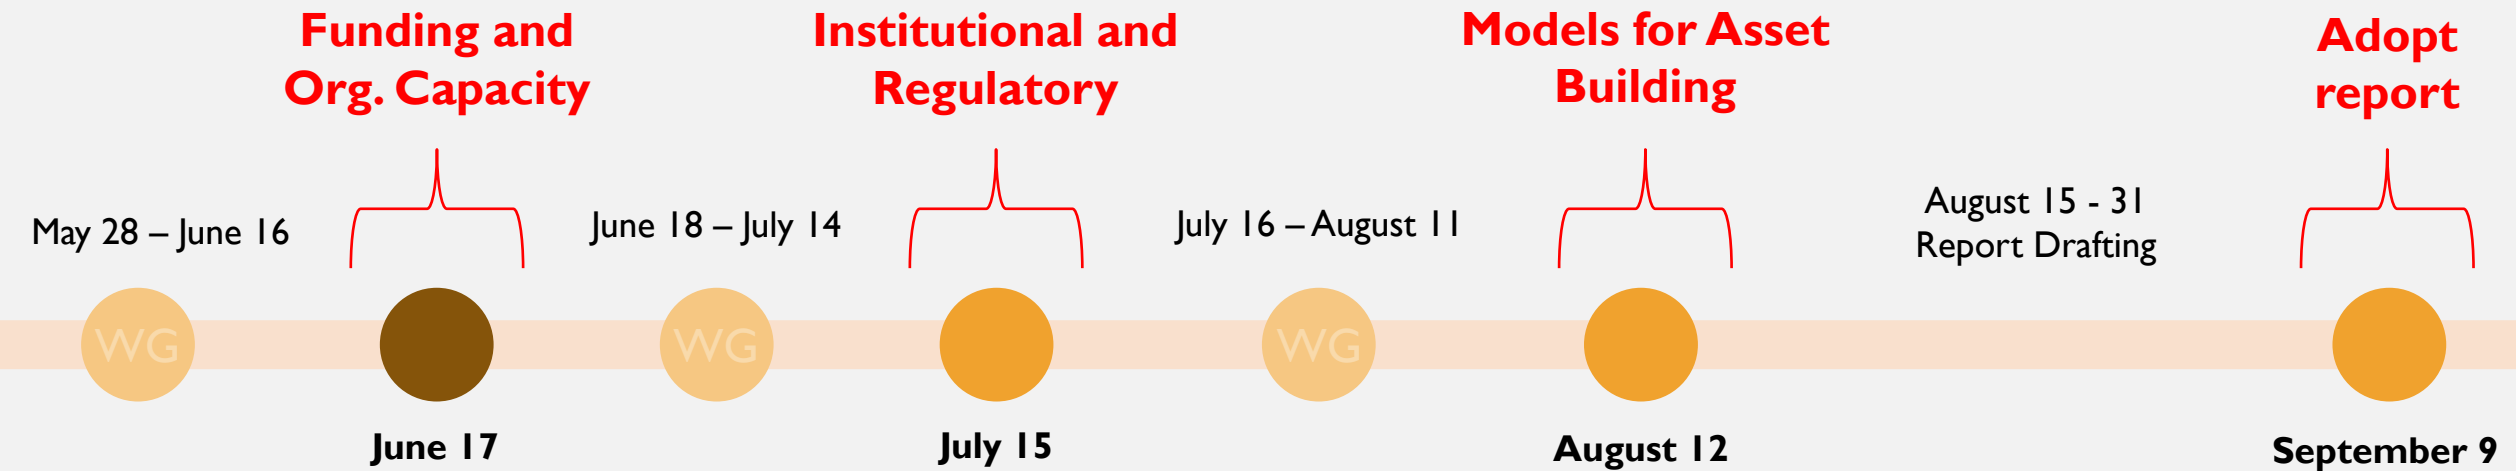 Funding and
Org. Capacity
Institutional and
Regulatory
Models for Asset
Building
Adopt
report
May 28 – June 16
June 18 – July 14
July 16 – August 11
August 15 - 31
Report Drafting
WG
WG
WG
June 17
July 15
August 12
September 9